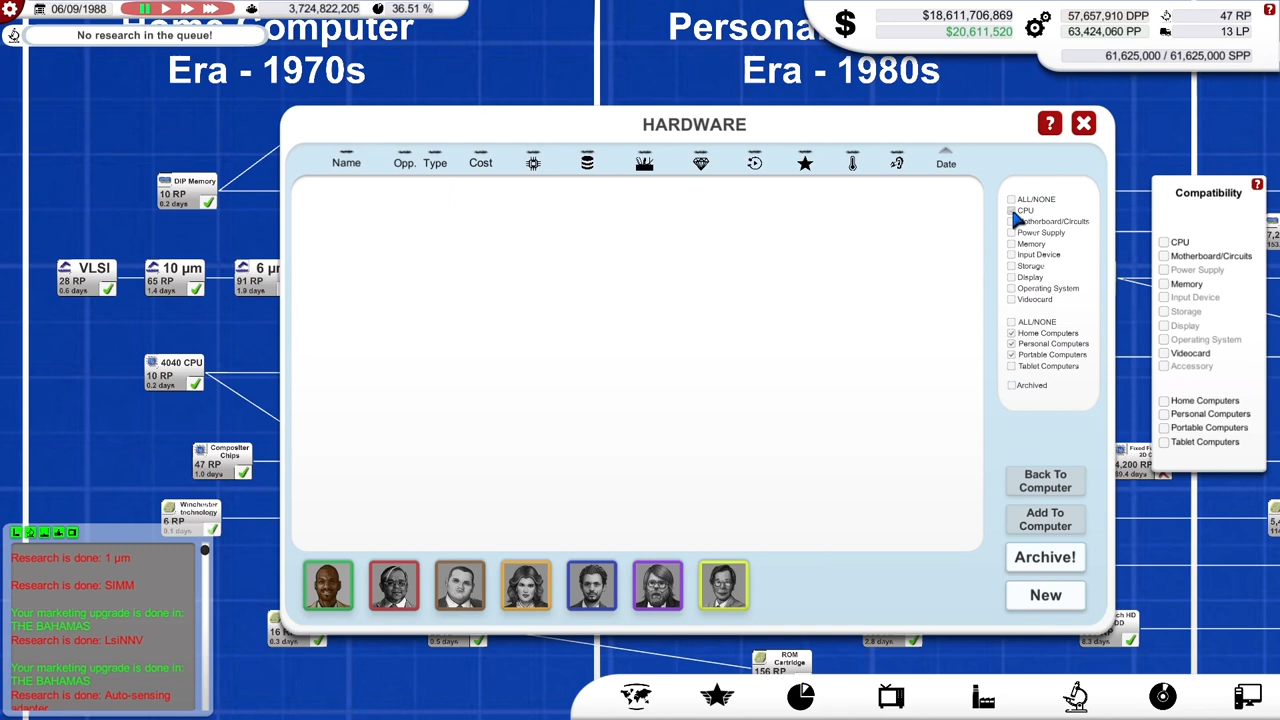 06/09/1988
3,724,822,205
36.51 %
No research in the queue!
Home Computer
Era - 1970s
Era - 1980s
$18,611,706,869
$20,611,520
57,657,910 DPP
63,424,060 PP
47 RP
13 LP
61,625,000 / 61,625,000 SPP
HARDWARE
Name
Opp.
Type
Cost
Date
ALL/NONE
CPU
Motherboard/Circuits
Power Supply
Memory
Input Device
Storage
Display
Operating System
Videocard
ALL/NONE
Home Computers
Personal Computers
Portable Computers
Tablet Computers
Archived
Back To
Computer
Add To
Computer
Archive!
New
Compatibility
CPU
Motherboard/Circuits
Power Supply
Memory
Input Device
Storage
Display
Operating System
Videocard
Accessory
Home Computers
Personal Computers
Portable Computers
Tablet Computers
DIP Memory
10 RP
0.2 days
VLSI
28 RP
0.6 days
10 µm
65 RP
1.4 days
91 RP
1.9 days
4040 CPU
10 RP
0.2 days
Compositer
Chips
47 RP
1.0 days
Winchester
technology
6 RP
0.1 days
ROM
Cartridge
156 RP
Research is done: 1 µm
Research is done: SIMM
Your marketing upgrade is done in:
THE BAHAMAS
Research is done: LsiNNV
Your marketing upgrade is done in:
THE BAHAMAS
Research is done: Auto-sensing
adapter